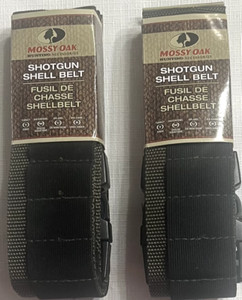 MOSSY OAK
SHOTGUN
SHELL BELT
FUSIL DE
CHASSE
SHELLBELT
MOSSY OAK
SHOTGUN
SHELL BELT
FUSIL DE
CHASSE
SHELLBELT